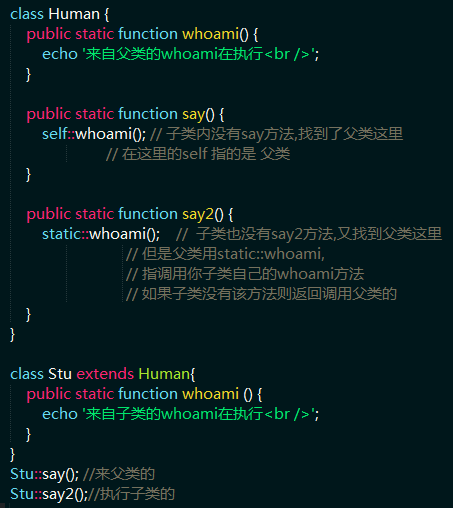 class Human {
public static function whoami() {
echo '来自父类的whoami在执行<br />';
}
public static function say() {
self::whoami(); // 子类内没有say方法,找到了父类这里
// 在这里的self 指的是 父类
}
public static function say2() {
static::whoami(); // 子类也没有say2方法,又找到父类这里
// 但是父类用static::whoami,
// 指调用你子类自己的whoami方法
// 如果子类没有该方法则返回调用父类的
}
}
class Stu extends Human{
public static function whoami () {
echo '来自子类的whoami在执行<br />';
}
}
Stu::say(); //来父类的
Stu::say2();//执行子类的